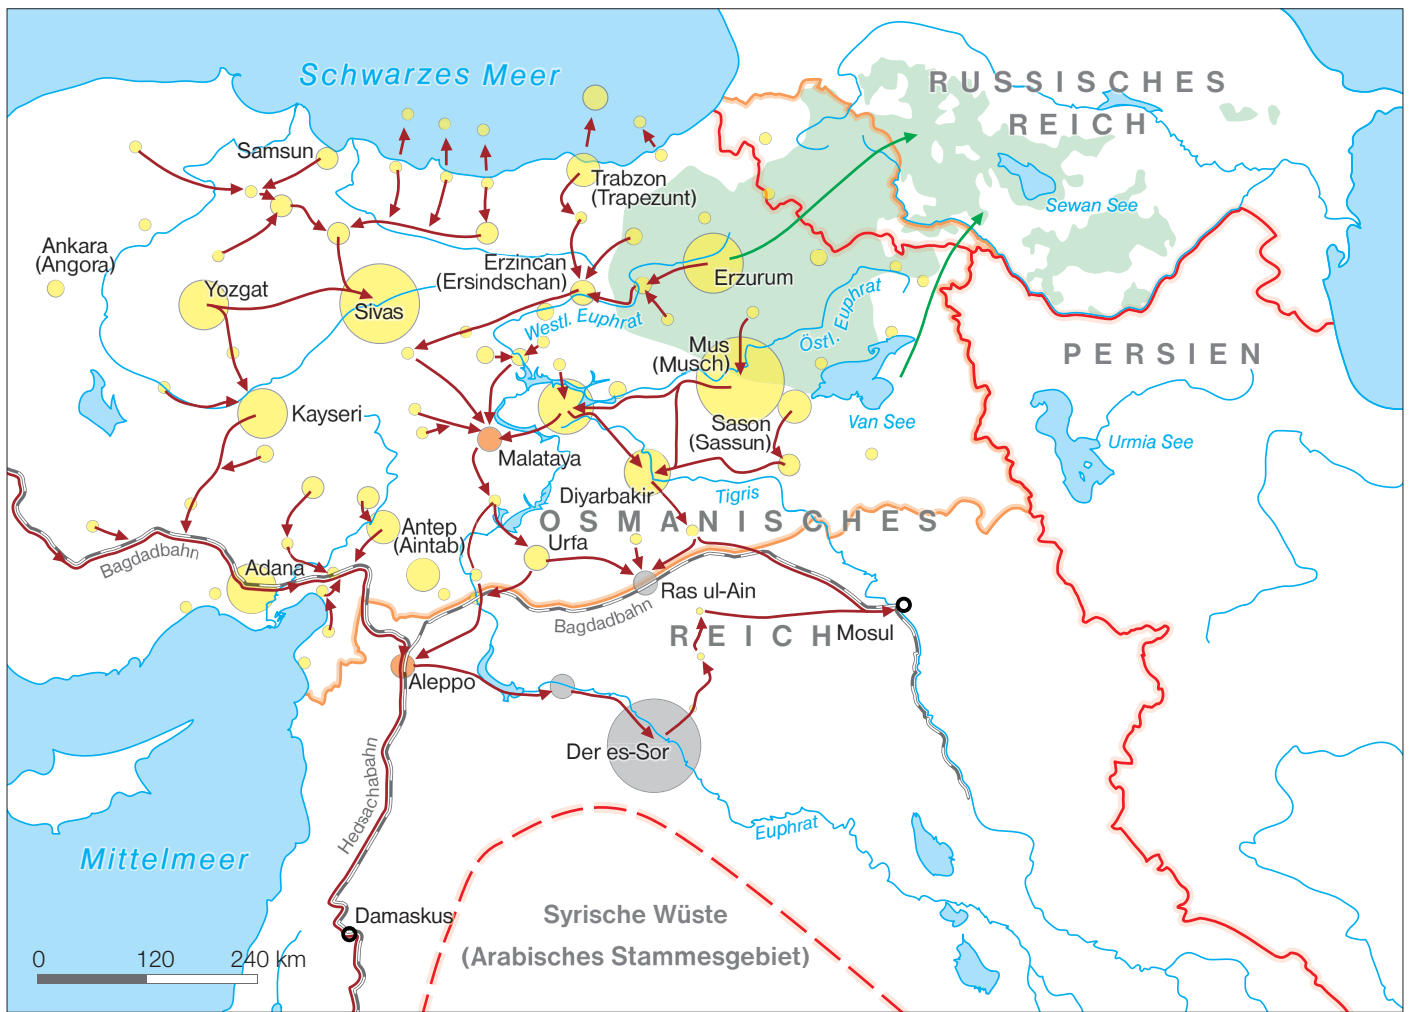 Schwarzes Meer
RUSSISCHES
REICH
Samsun
Trabzon
(Trapezunt)
Sewan See
Ankara
(Angora)
Erzincan
(Ersindschan)
Erzurum
Yozgat
Sivas
Westl. Euphrat
Östl. Euphrat
Mus
(Musch)
PERSIEN
Kayseri
Sason
(Sassun)
Van See
Urmia See
Malataya
Diyarbakir
Tigris
OSMANISCHES
Antep
(Aintab)
Urfa
Bagdadbahn
Adana
Ras ul-Ain
Bagdadbahn
REICH
Mosul
Aleppo
Der es-Sor
Hedschasbahn
Euphrat
Mittelmeer
Damaskus
Syrische Wüste
(Arabisches Stammesgebiet)
0 120 240 km